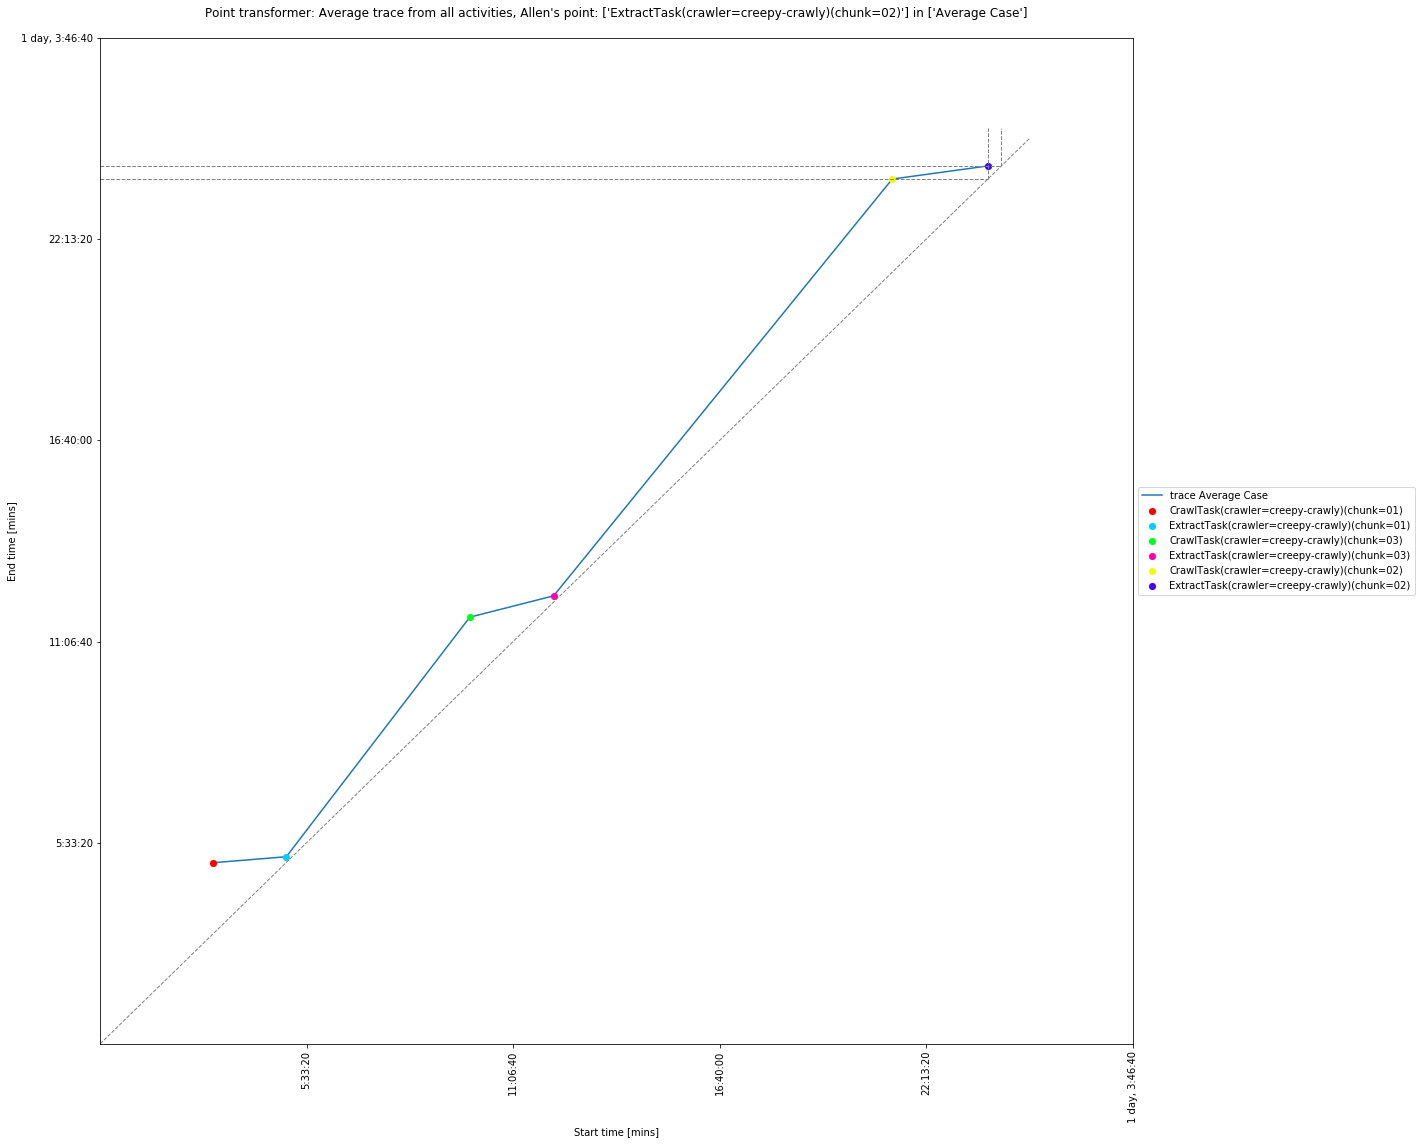 Point transformer: Average trace from all activities, Allen's point: ['ExtractTask(crawler=creepy-crawly)(chunk=02)'] in ['Average Case']
1 day, 3:46:40
22:13:20
16:40:00
11:06:40
5:33:20
End time [mins]
5:33:20
11:06:40
16:40:00
22:13:20
1 day, 3:46:40
Start time [mins]
trace Average Case
CrawlTask(crawler=creepy-crawly)(chunk=01)
ExtractTask(crawler=creepy-crawly)(chunk=01)
CrawlTask(crawler=creepy-crawly)(chunk=03)
ExtractTask(crawler=creepy-crawly)(chunk=03)
CrawlTask(crawler=creepy-crawly)(chunk=02)
ExtractTask(crawler=creepy-crawly)(chunk=02)